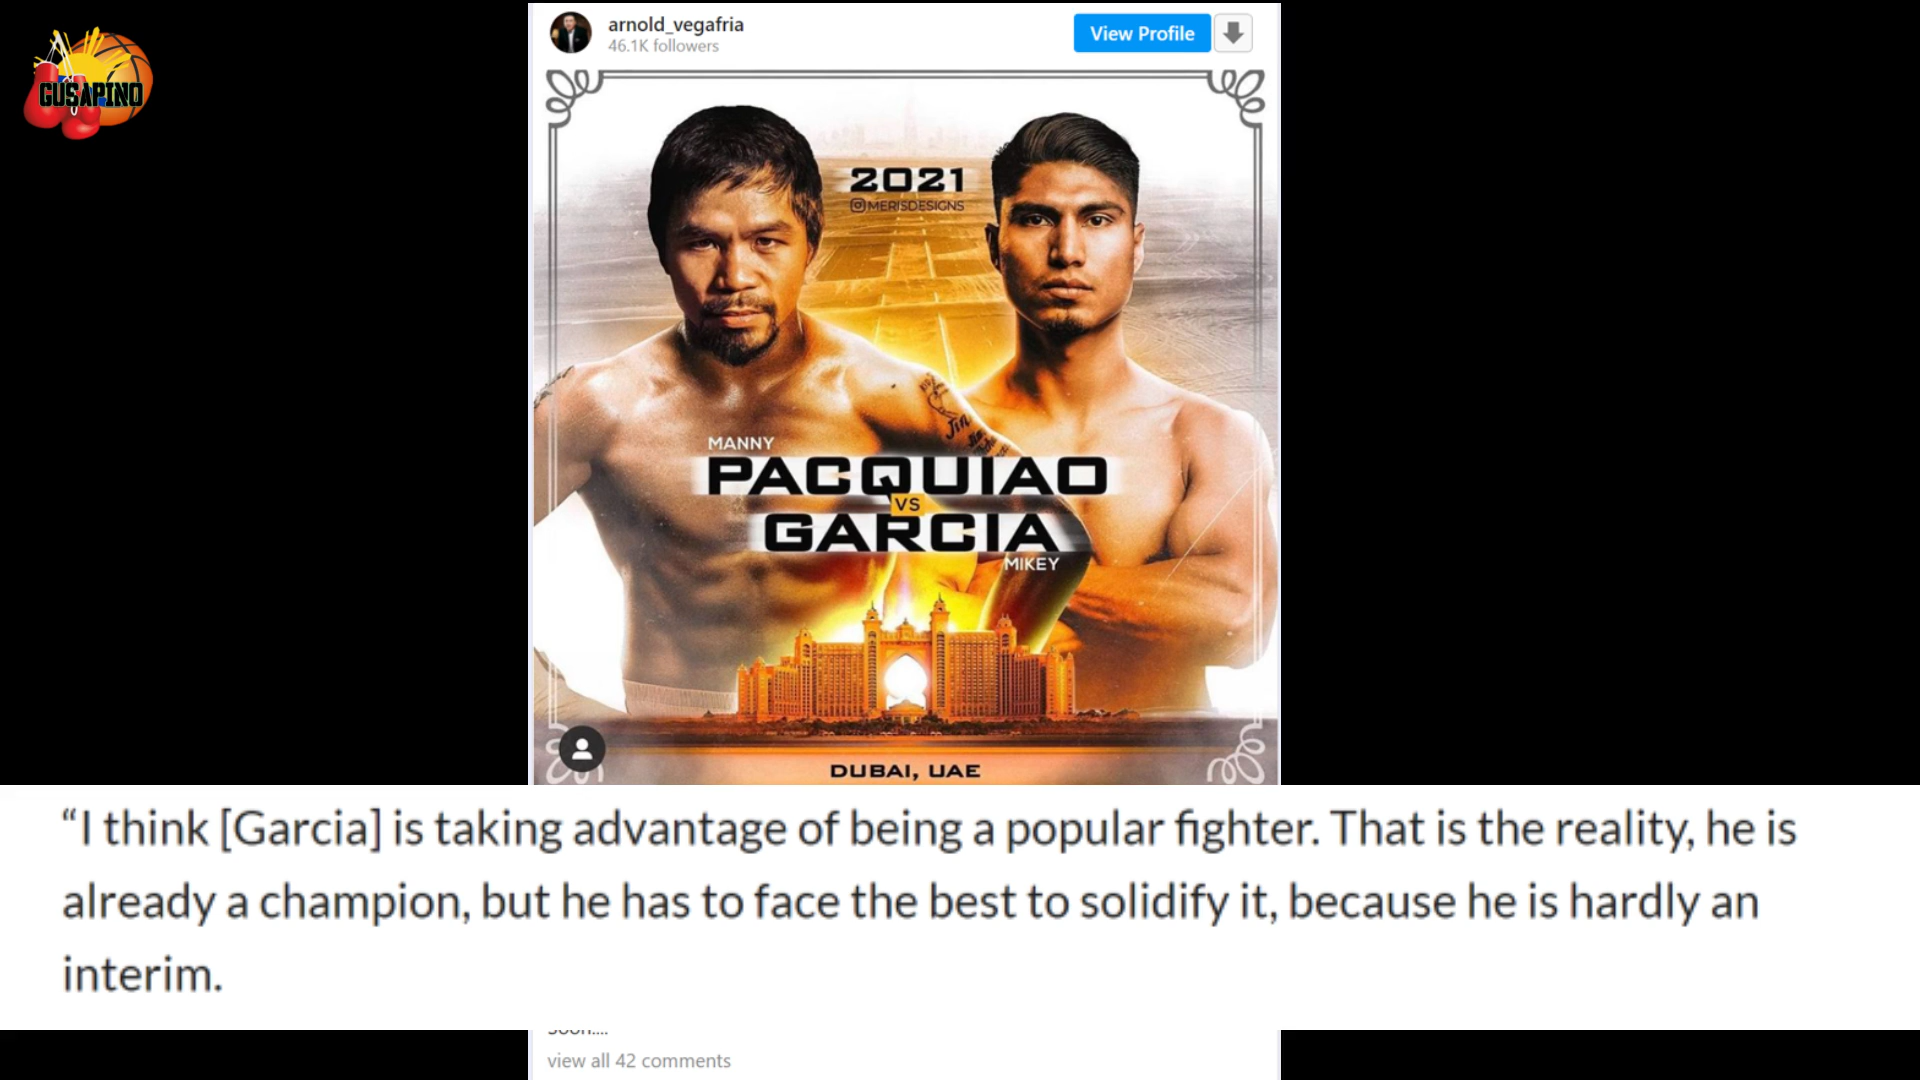 arnold_vegafria
46.1K followers
View Profile
GUSAPINO
2021
MERISDESIGNS
MANNY
PACQUIAO
VS
GARCIA
MIKEY
DUBAI, UAE
“I think [Garcia] is taking advantage of being a popular fighter. That is the reality, he is
already a champion, but he has to face the best to solidify it, because he is hardly an
interim.
view all 42 comments